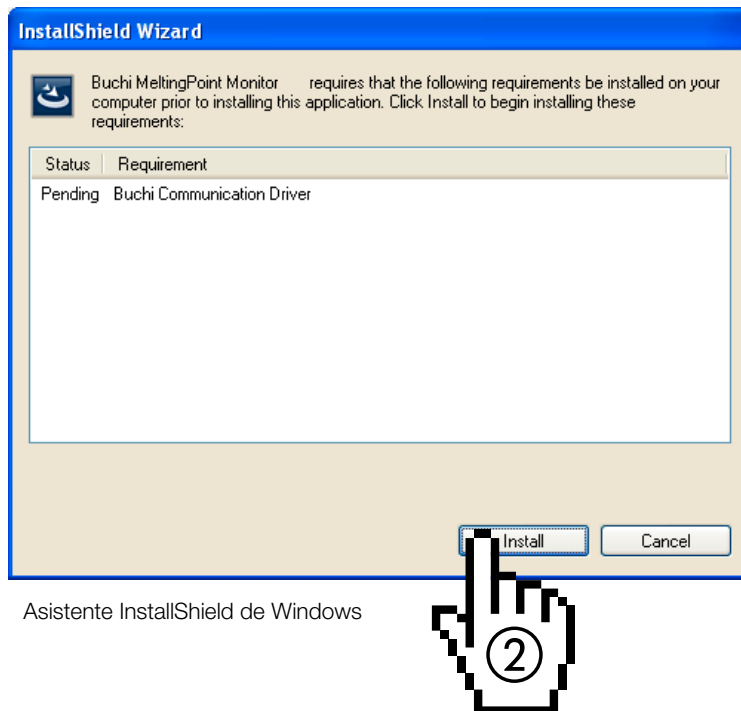 InstallShield Wizard
Buchi MeltingPoint Monitor requires that the following requirements be installed on your
computer prior to installing this application. Click Install to begin installing these
requirements:
Status Requirement
Pending Buchi Communication Driver
Install Cancel
Asistente InstallShield de Windows
2